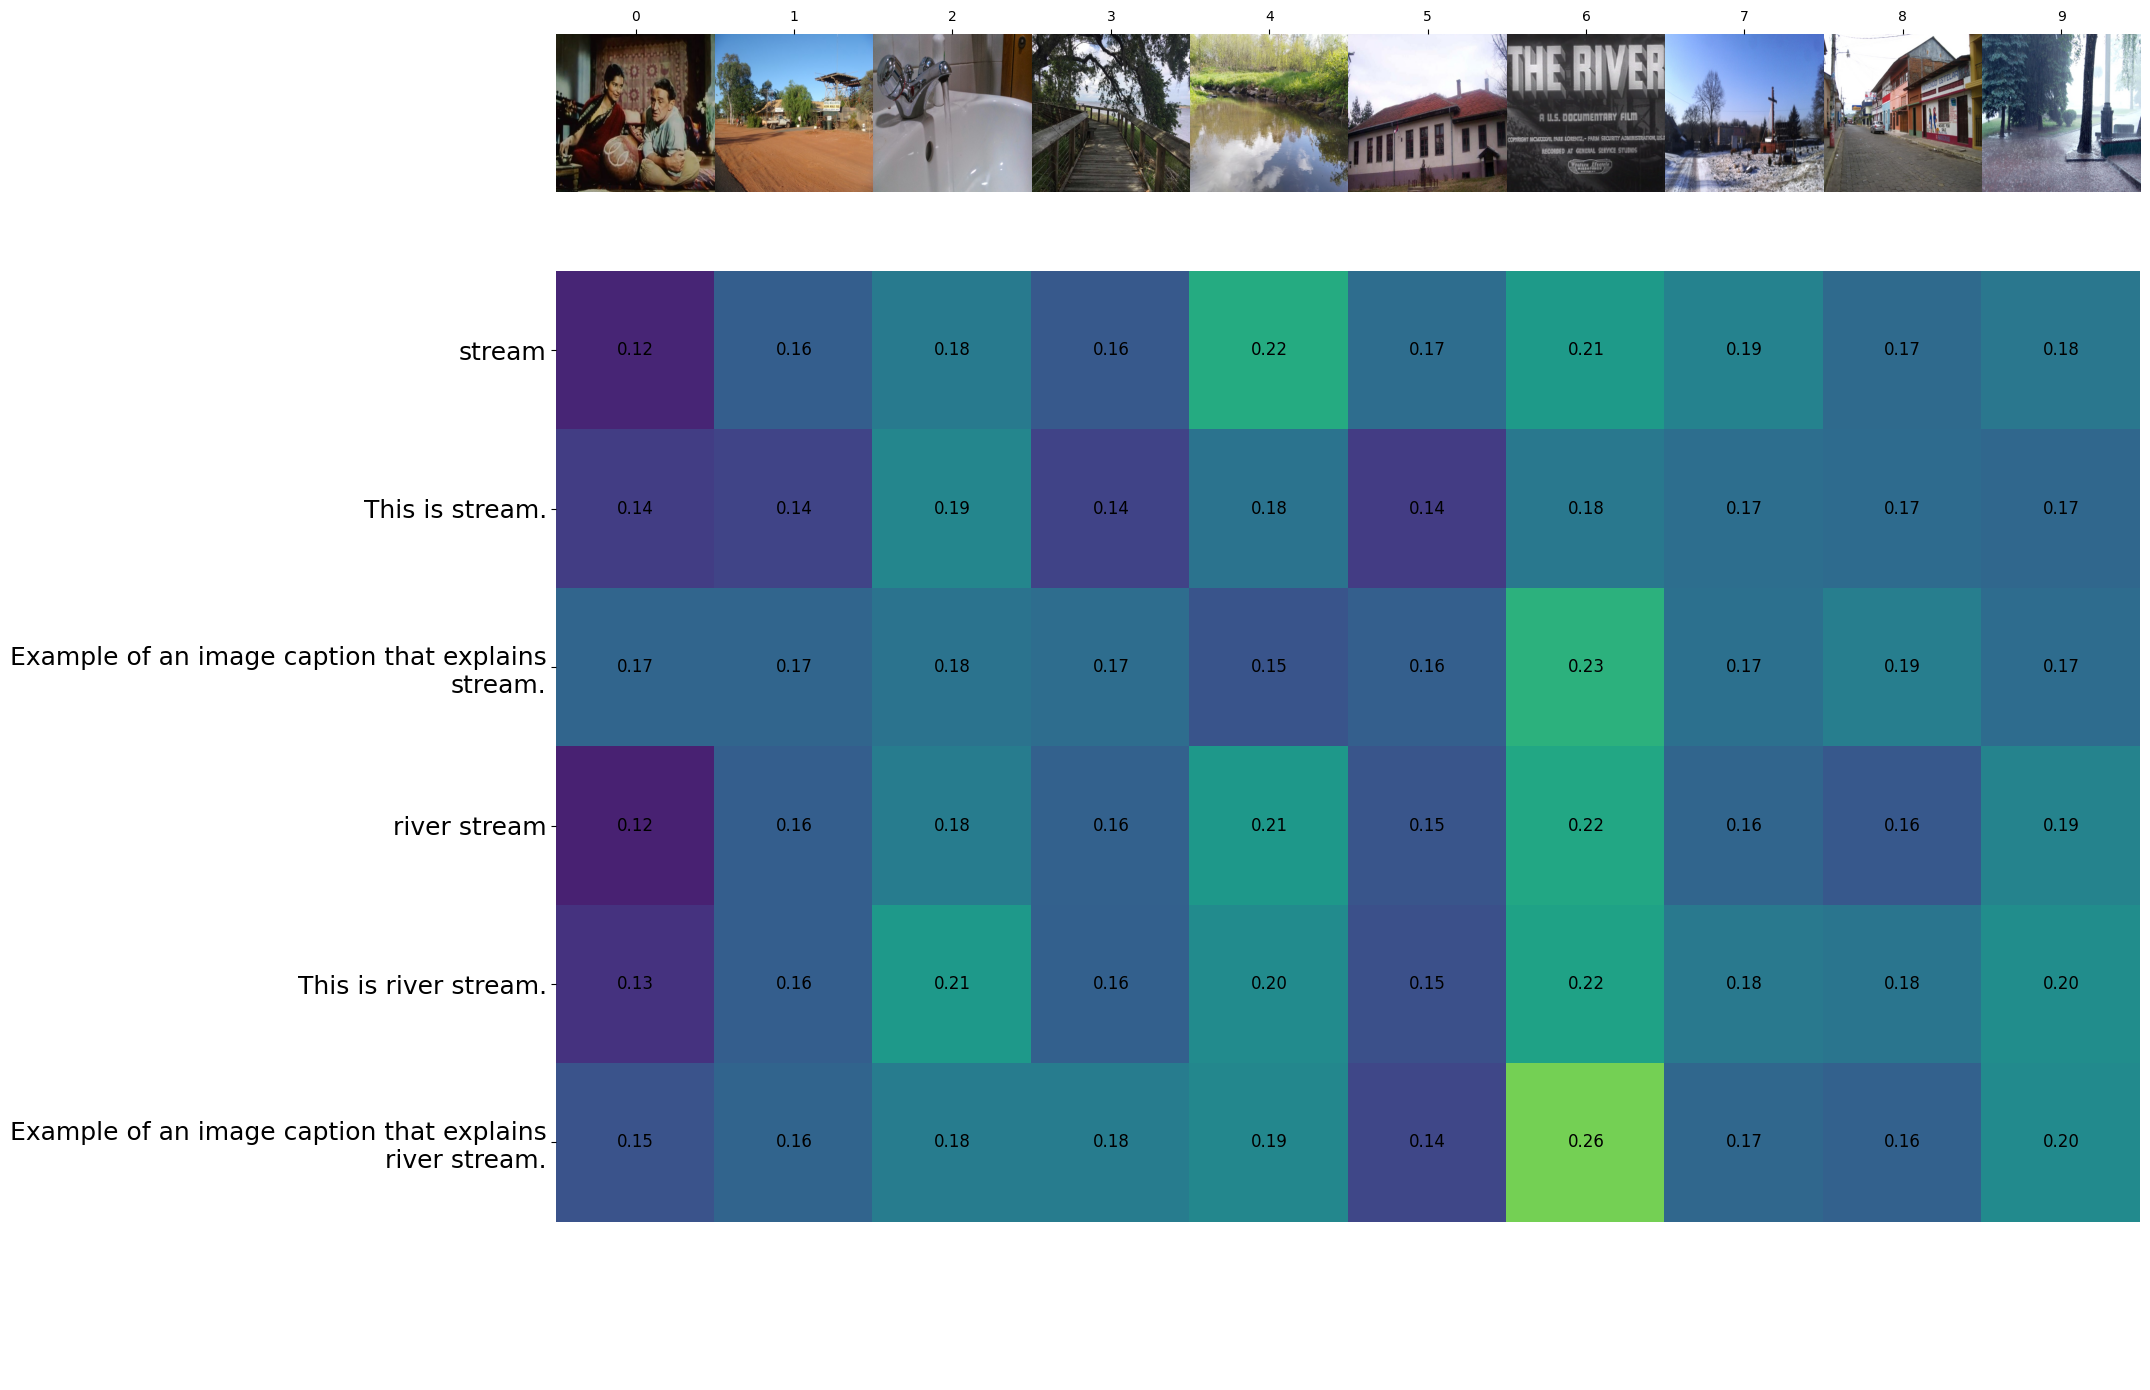 0 1 2 3 4 5 6 7 8 9
THE RIVER
A U.S. DOCUMENTARY FILM
RECORDED AT GENERAL SERVICE STUDIOS
stream 0.12 0.16 0.18 0.16 0.22 0.17 0.21 0.19 0.17 0.18
This is stream. 0.14 0.14 0.19 0.14 0.18 0.14 0.18 0.17 0.17 0.17
Example of an image caption that explains
stream. 0.17 0.17 0.18 0.17 0.15 0.16 0.23 0.17 0.19 0.17
river stream 0.12 0.16 0.18 0.16 0.21 0.15 0.22 0.16 0.16 0.19
This is river stream. 0.13 0.16 0.21 0.16 0.20 0.15 0.22 0.18 0.18 0.20
Example of an image caption that explains
river stream. 0.15 0.16 0.18 0.18 0.19 0.14 0.26 0.17 0.16 0.20